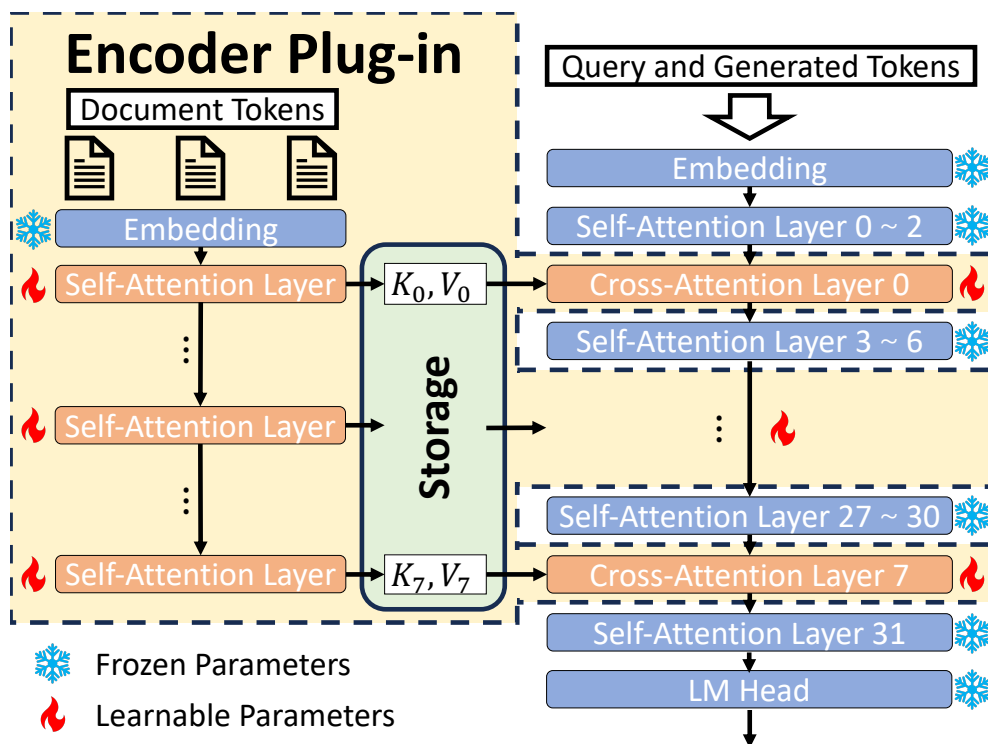 Encoder Plug-in
Document Tokens
Embedding
Self-Attention Layer
...
Self-Attention Layer
...
Self-Attention Layer
K₀, V₀
Storage
K₇, V₇
Query and Generated Tokens
Embedding
Self-Attention Layer 0 ~ 2
Cross-Attention Layer 0
Self-Attention Layer 3 ~ 6
...
Self-Attention Layer 27 ~ 30
Cross-Attention Layer 7
Self-Attention Layer 31
LM Head
Frozen Parameters
Learnable Parameters